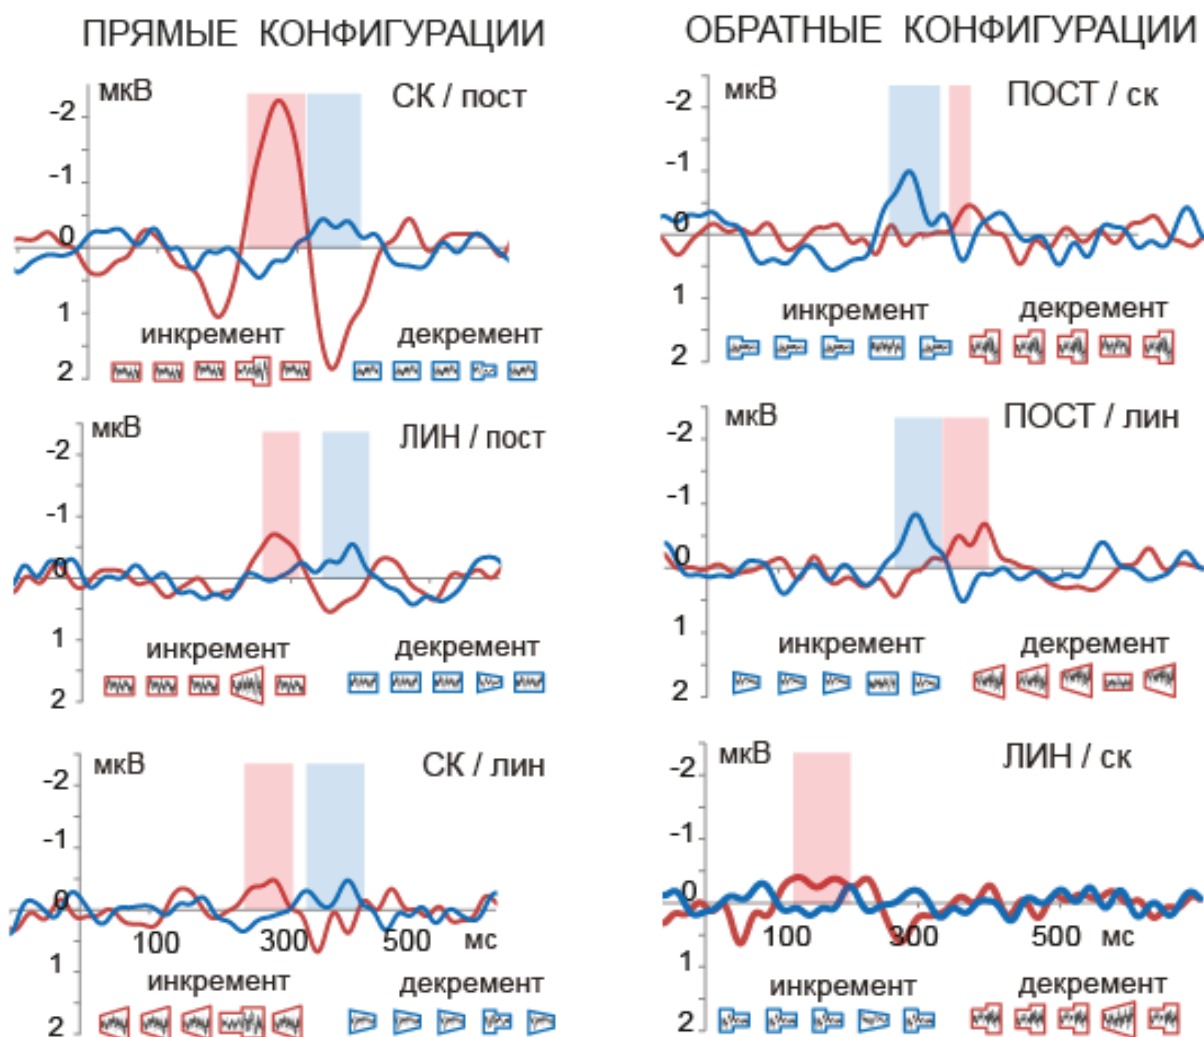 ПРЯМЫЕ КОНФИГУРАЦИИ
мкВ
СК / пост
-2
-1
0
1
2
инкремент
декремент
мкВ
ЛИН / пост
-2
-1
0
1
2
инкремент
декремент
мкВ
СК / лин
-2
-1
0
1
2
100
300
500
мс
инкремент
декремент
ОБРАТНЫЕ КОНФИГУРАЦИИ
мкВ
ПОСТ / ск
-2
-1
0
1
2
инкремент
декремент
мкВ
ПОСТ / лин
-2
-1
0
1
2
инкремент
декремент
мкВ
ЛИН / ск
-2
-1
0
1
2
100
300
500
мс
инкремент
декремент